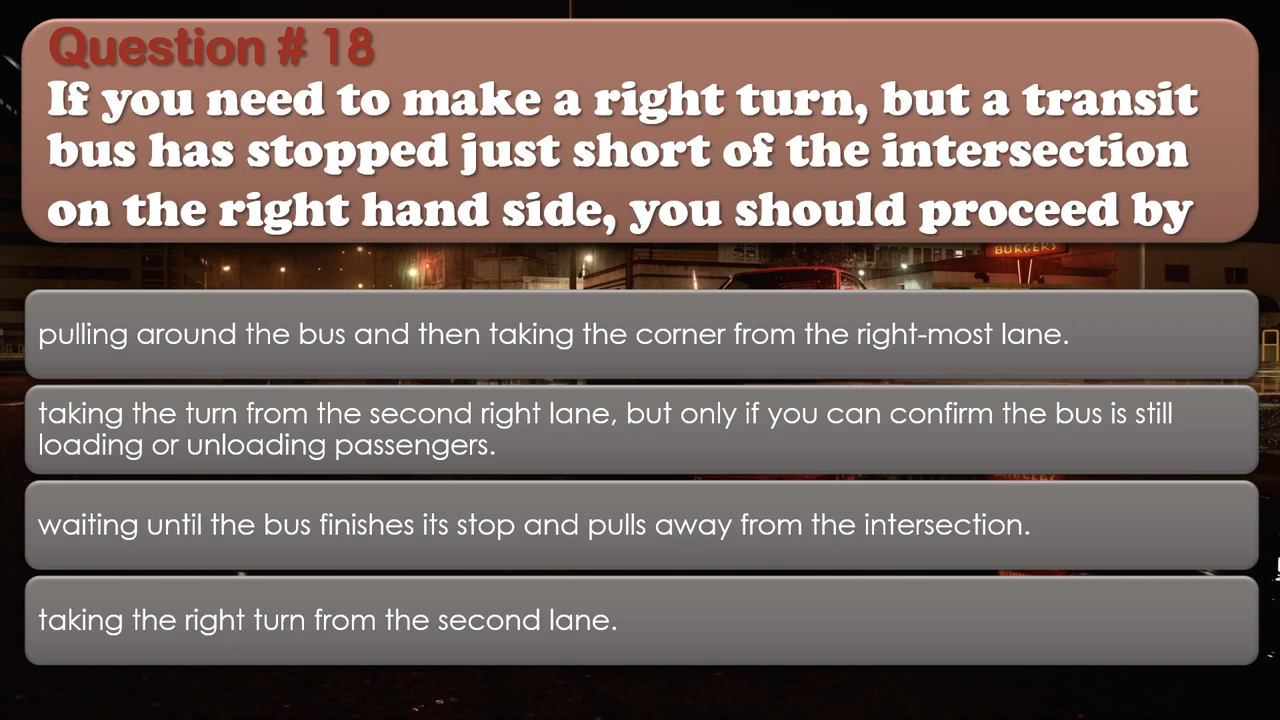 Question # 18
If you need to make a right turn, but a transit
bus has stopped just short of the intersection
on the right hand side, you should proceed by
BURGERS
pulling around the bus and then taking the corner from the right-most lane.
taking the turn from the second right lane, but only if you can confirm the bus is still
loading or unloading passengers.
waiting until the bus finishes its stop and pulls away from the intersection.
taking the right turn from the second lane.